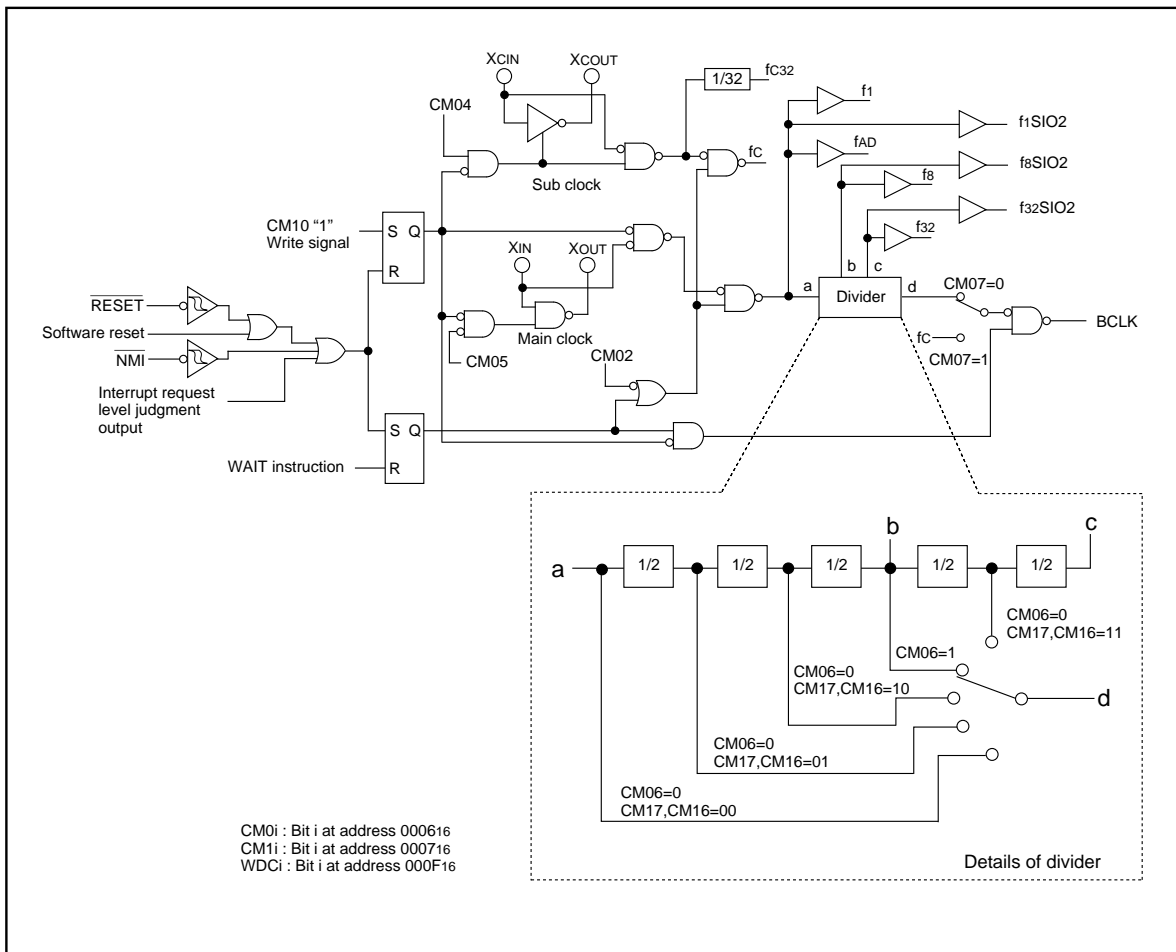 XCIN
XCOUT
1/32
fC32
CM04
f1
f1SIO2
fC
fAD
f8SIO2
Sub clock
f8
CM10 “1”
Write signal
S Q
R
f32SIO2
XIN
XOUT
f32
b c
RESET
a
Divider
d
CM07=0
BCLK
Software reset
Main clock
fC
CM07=1
NMI
CM05
CM02
Interrupt request
level judgment
output
S Q
R
WAIT instruction
b
c
a
1/2
1/2
1/2
1/2
1/2
CM06=0
CM17,CM16=11
CM06=1
CM06=0
CM17,CM16=10
d
CM06=0
CM17,CM16=01
CM06=0
CM17,CM16=00
CM0i : Bit i at address 000616
CM1i : Bit i at address 000716
WDCi : Bit i at address 000F16
Details of divider